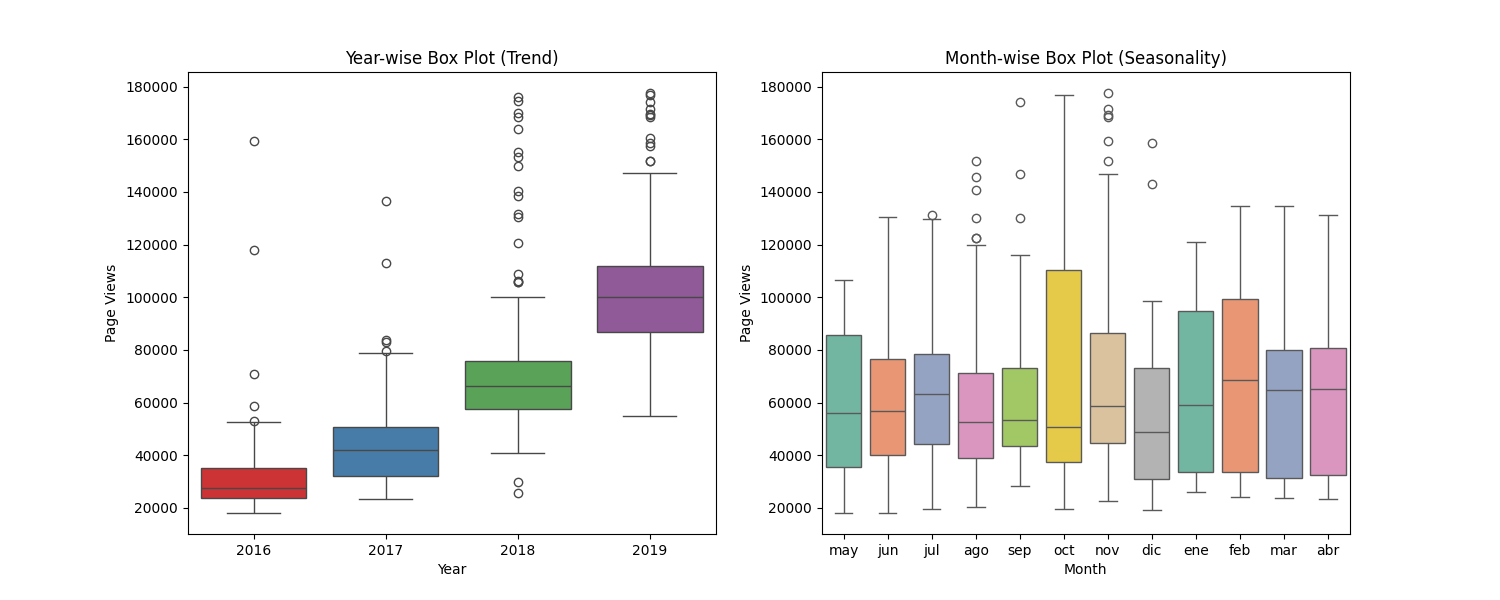 Year-wise Box Plot (Trend)
Page Views
180000
160000
140000
120000
100000
80000
60000
40000
20000
2016 2017 2018 2019
Year
Month-wise Box Plot (Seasonality)
Page Views
180000
160000
140000
120000
100000
80000
60000
40000
20000
may jun jul ago sep oct nov dic ene feb mar abr
Month